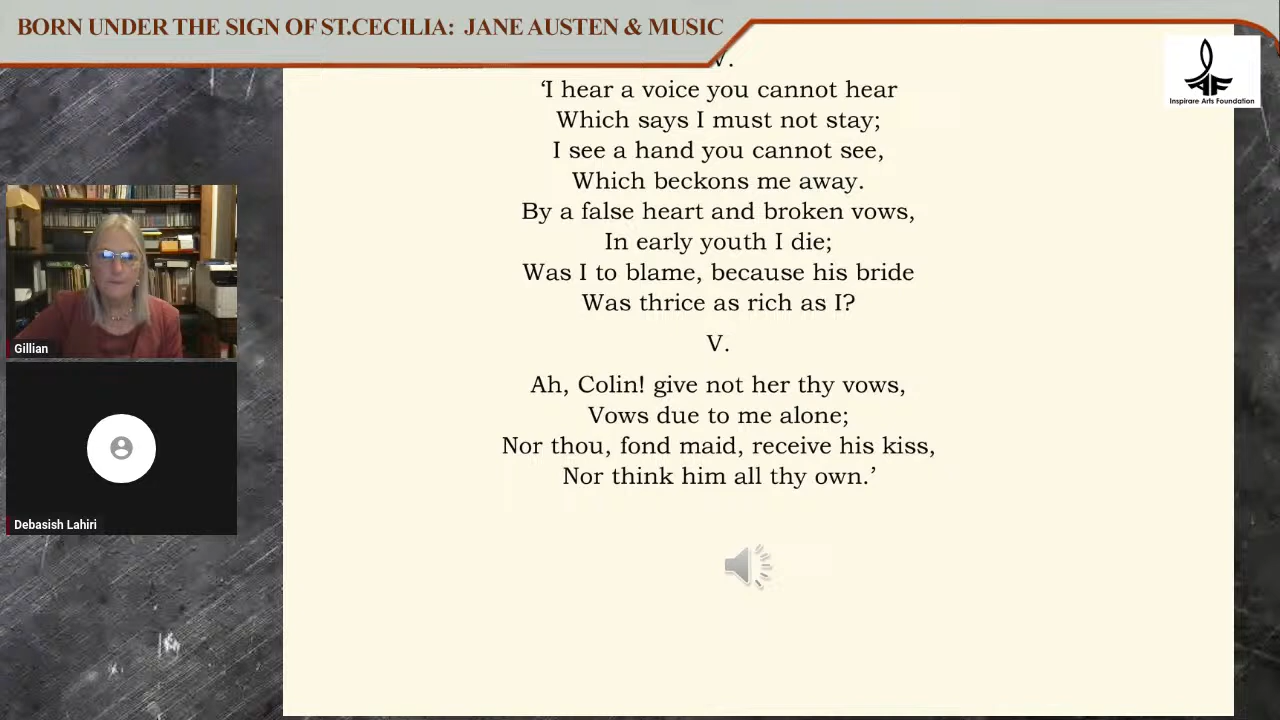 BORN UNDER THE SIGN OF ST.CECILIA: JANE AUSTEN & MUSIC
Inspirare Arts Foundation
V.
‘I hear a voice you cannot hear
Which says I must not stay;
I see a hand you cannot see,
Which beckons me away.
By a false heart and broken vows,
In early youth I die;
Was I to blame, because his bride
Was thrice as rich as I?
V.
Ah, Colin! give not her thy vows,
Vows due to me alone;
Nor thou, fond maid, receive his kiss,
Nor think him all thy own.’
Gillian
Debasish Lahiri